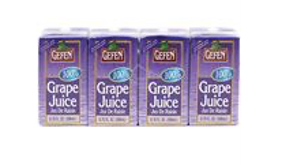 GEFEN GEFEN GEFEN GEFEN
100% 100% 100% 100%
Grape Grape Grape Grape
Juice Juice Juice Juice
Jus De Raisin Jus De Raisin Jus De Raisin Jus De Raisin